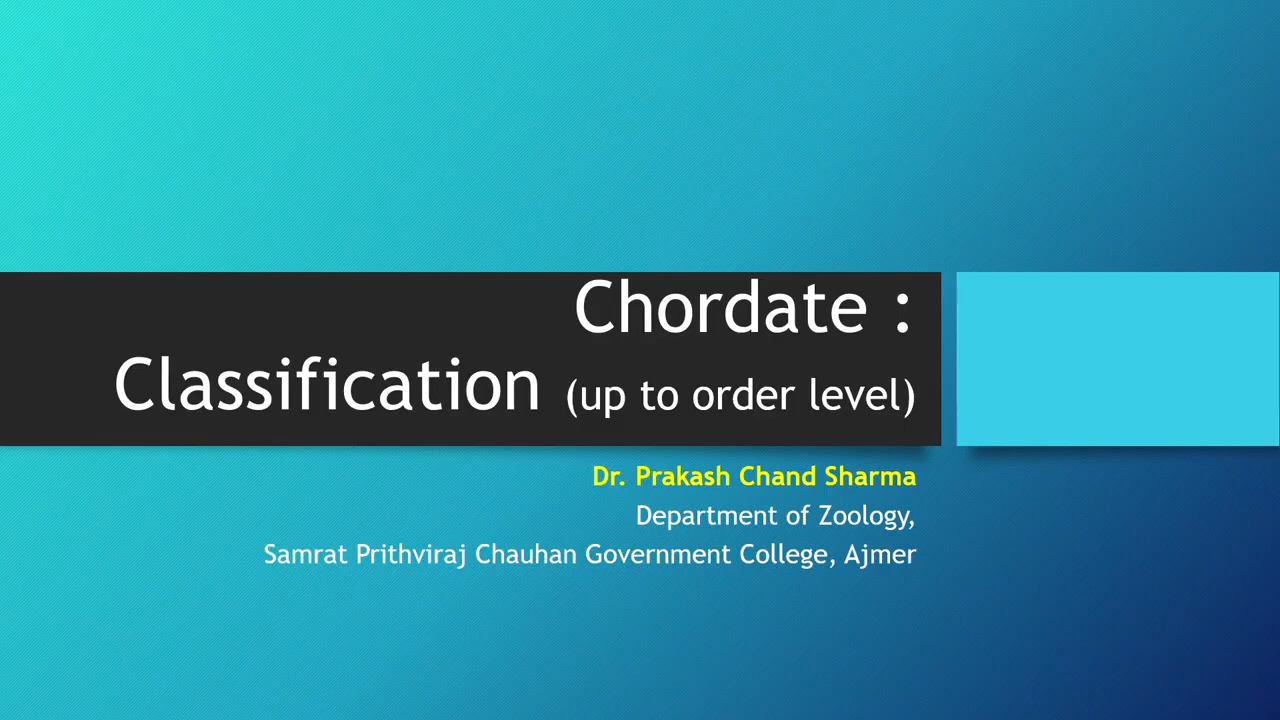 Chordate :
Classification (up to order level)
Dr. Prakash Chand Sharma
Department of Zoology,
Samrat Prithviraj Chauhan Government College, Ajmer